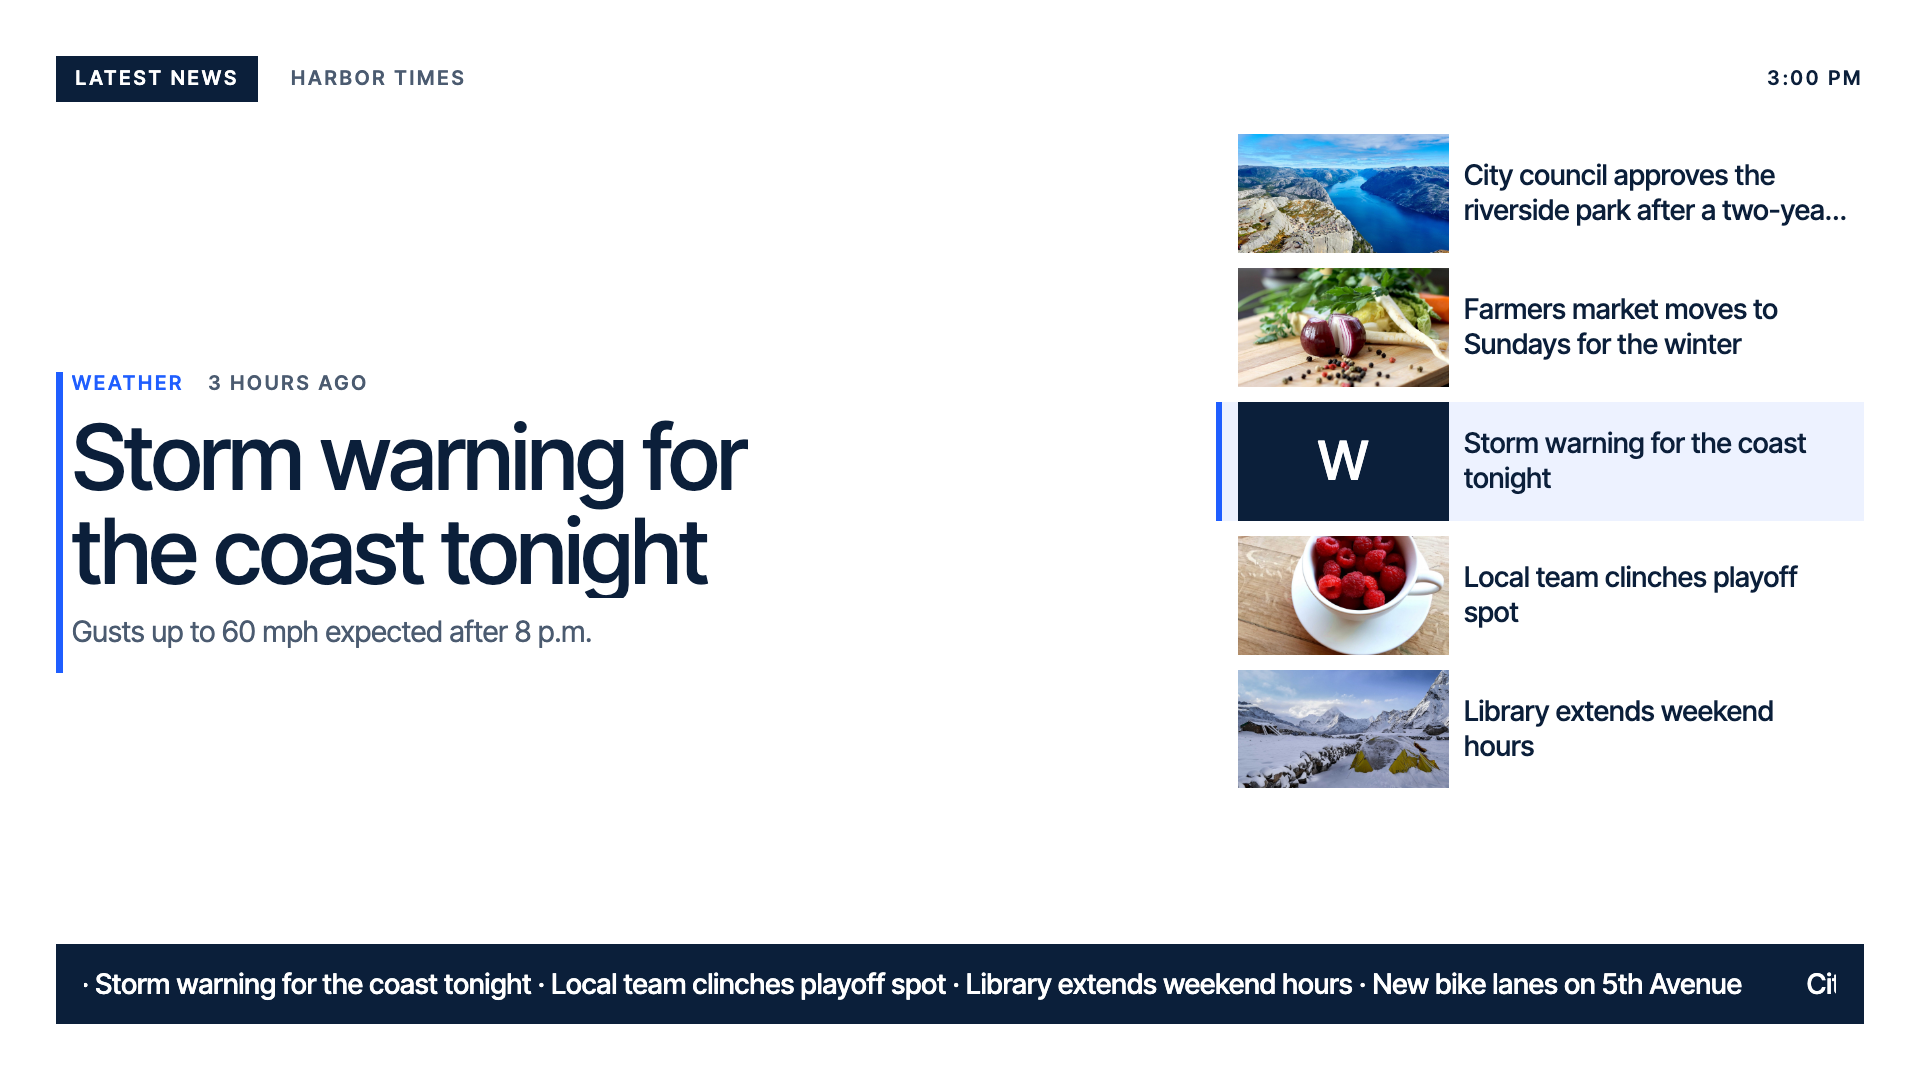 LATEST NEWS
HARBOR TIMES
3:00 PM
WEATHER 3 HOURS AGO
Storm warning for
the coast tonight
Gusts up to 60 mph expected after 8 p.m.
City council approves the
riverside park after a two-yea...
Farmers market moves to
Sundays for the winter
W
Storm warning for the coast
tonight
Local team clinches playoff
spot
Library extends weekend
hours
· Storm warning for the coast tonight · Local team clinches playoff spot · Library extends weekend hours · New bike lanes on 5th Avenue Cit